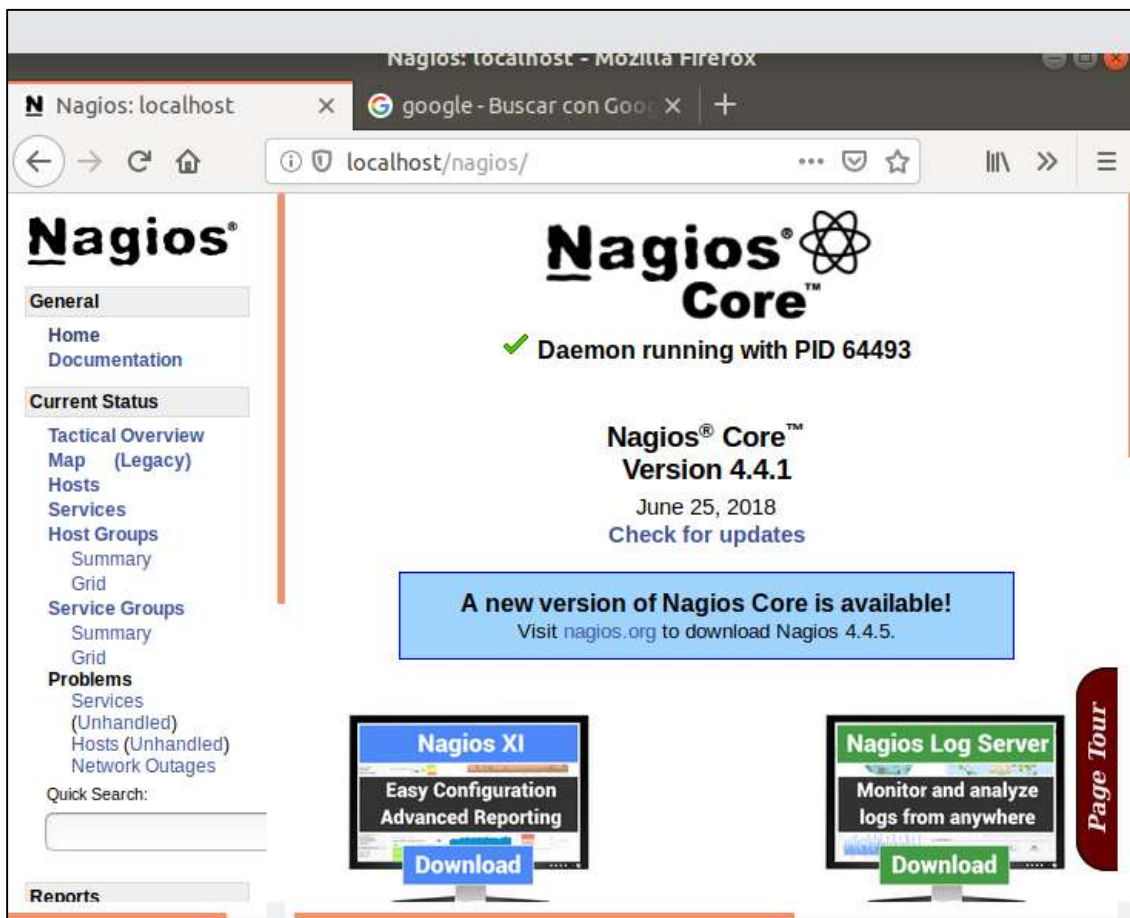 Nagios: localhost - Mozilla Firefox
Nagios: localhost
google - Buscar con Goo
localhost/nagios/
Nagios®
General
Home
Documentation
Current Status
Tactical Overview
Map (Legacy)
Hosts
Services
Host Groups
Summary
Grid
Service Groups
Summary
Grid
Problems
Services
(Unhandled)
Hosts (Unhandled)
Network Outages
Quick Search:
Reports
Nagios®
Core™
Daemon running with PID 64493
Nagios® Core™
Version 4.4.1
June 25, 2018
Check for updates
A new version of Nagios Core is available!
Visit nagios.org to download Nagios 4.4.5.
Nagios XI
Easy Configuration
Advanced Reporting
Download
Nagios Log Server
Monitor and analyze
logs from anywhere
Download
Page Tour